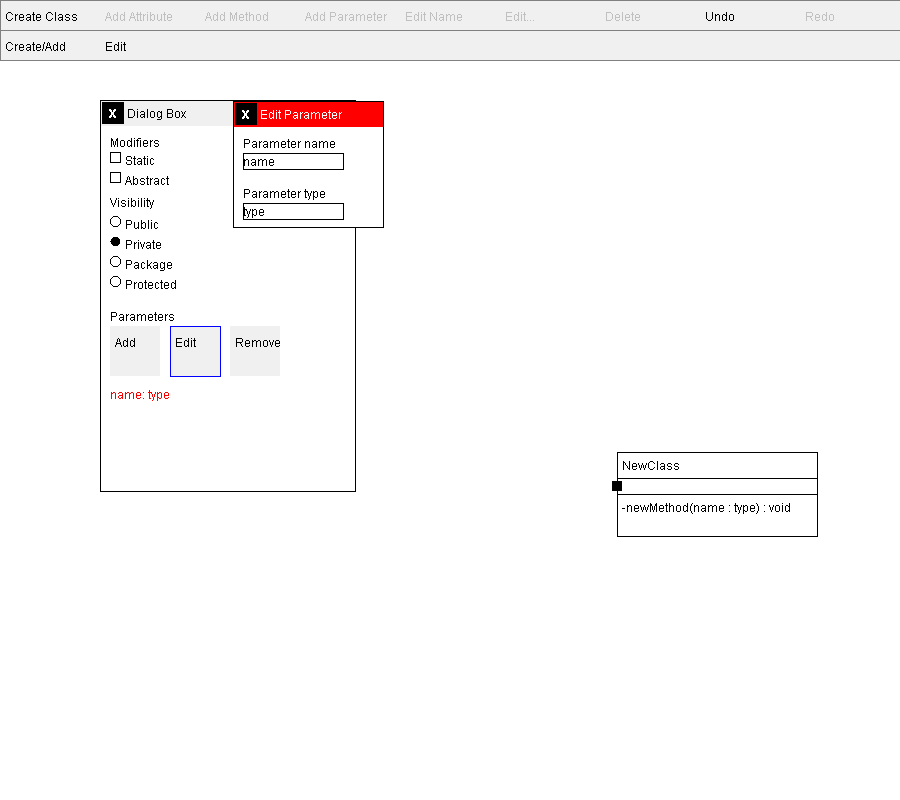 Create Class Add Attribute Add Method Add Parameter Edit Name Edit... Delete Undo Redo
Create/Add Edit
X Dialog Box
X Edit Parameter
Modifiers
Static
Abstract
Visibility
Public
Private
Package
Protected
Parameters
Add Edit Remove
name: type
Parameter name
name
Parameter type
type
NewClass
-newMethod(name : type) : void